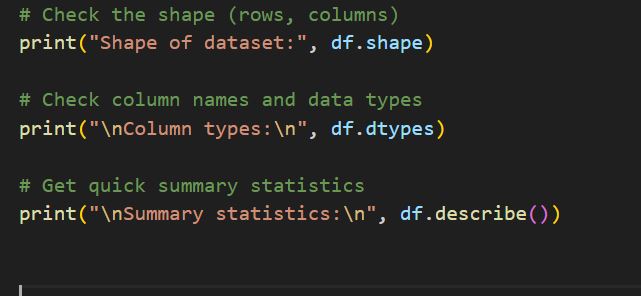 # Check the shape (rows, columns)
print("Shape of dataset:", df.shape)
# Check column names and data types
print("\nColumn types:\n", df.dtypes)
# Get quick summary statistics
print("\nSummary statistics:\n", df.describe())